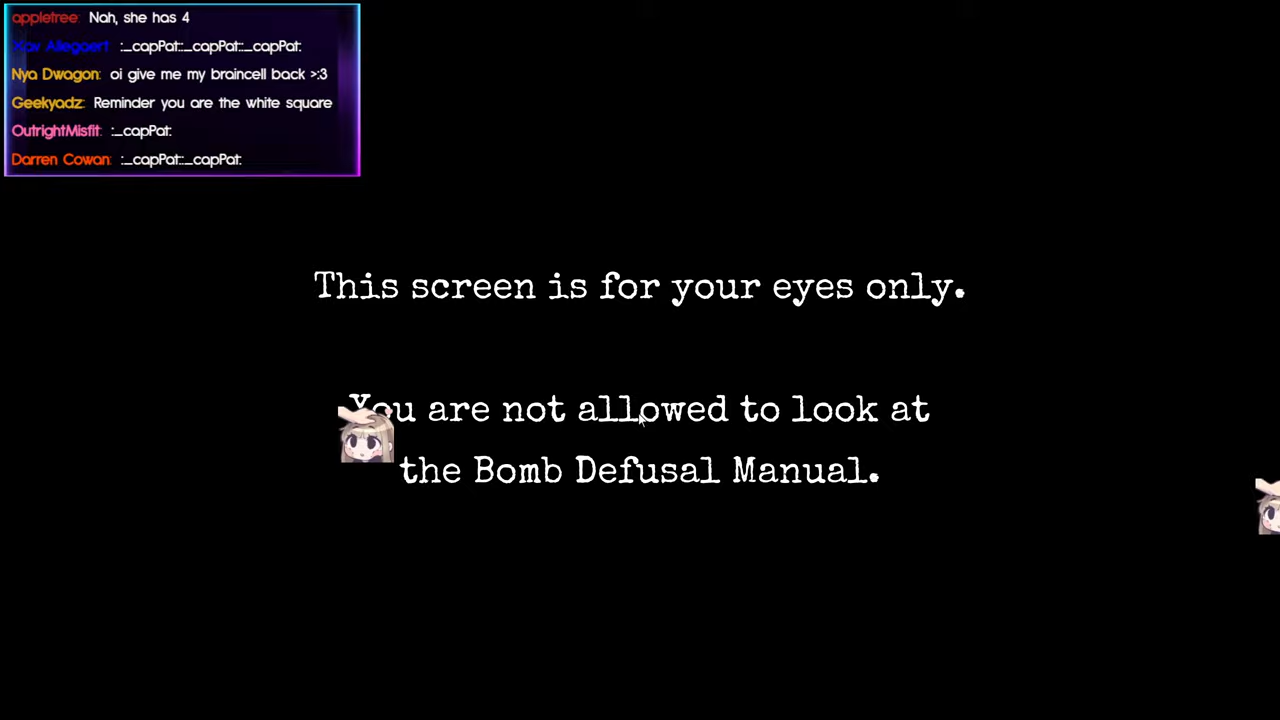 appletree: Nah, she has 4
Xav Allegaert: :_capPat::_capPat::_capPat:
Nya Dwagon: oi give me my braincell back >:3
Geekyadz: Reminder you are the white square
OutrightMisfit: :_capPat:
Darren Cowan: :_capPat::_capPat:
This screen is for your eyes only.
You are not allowed to look at
the Bomb Defusal Manual.